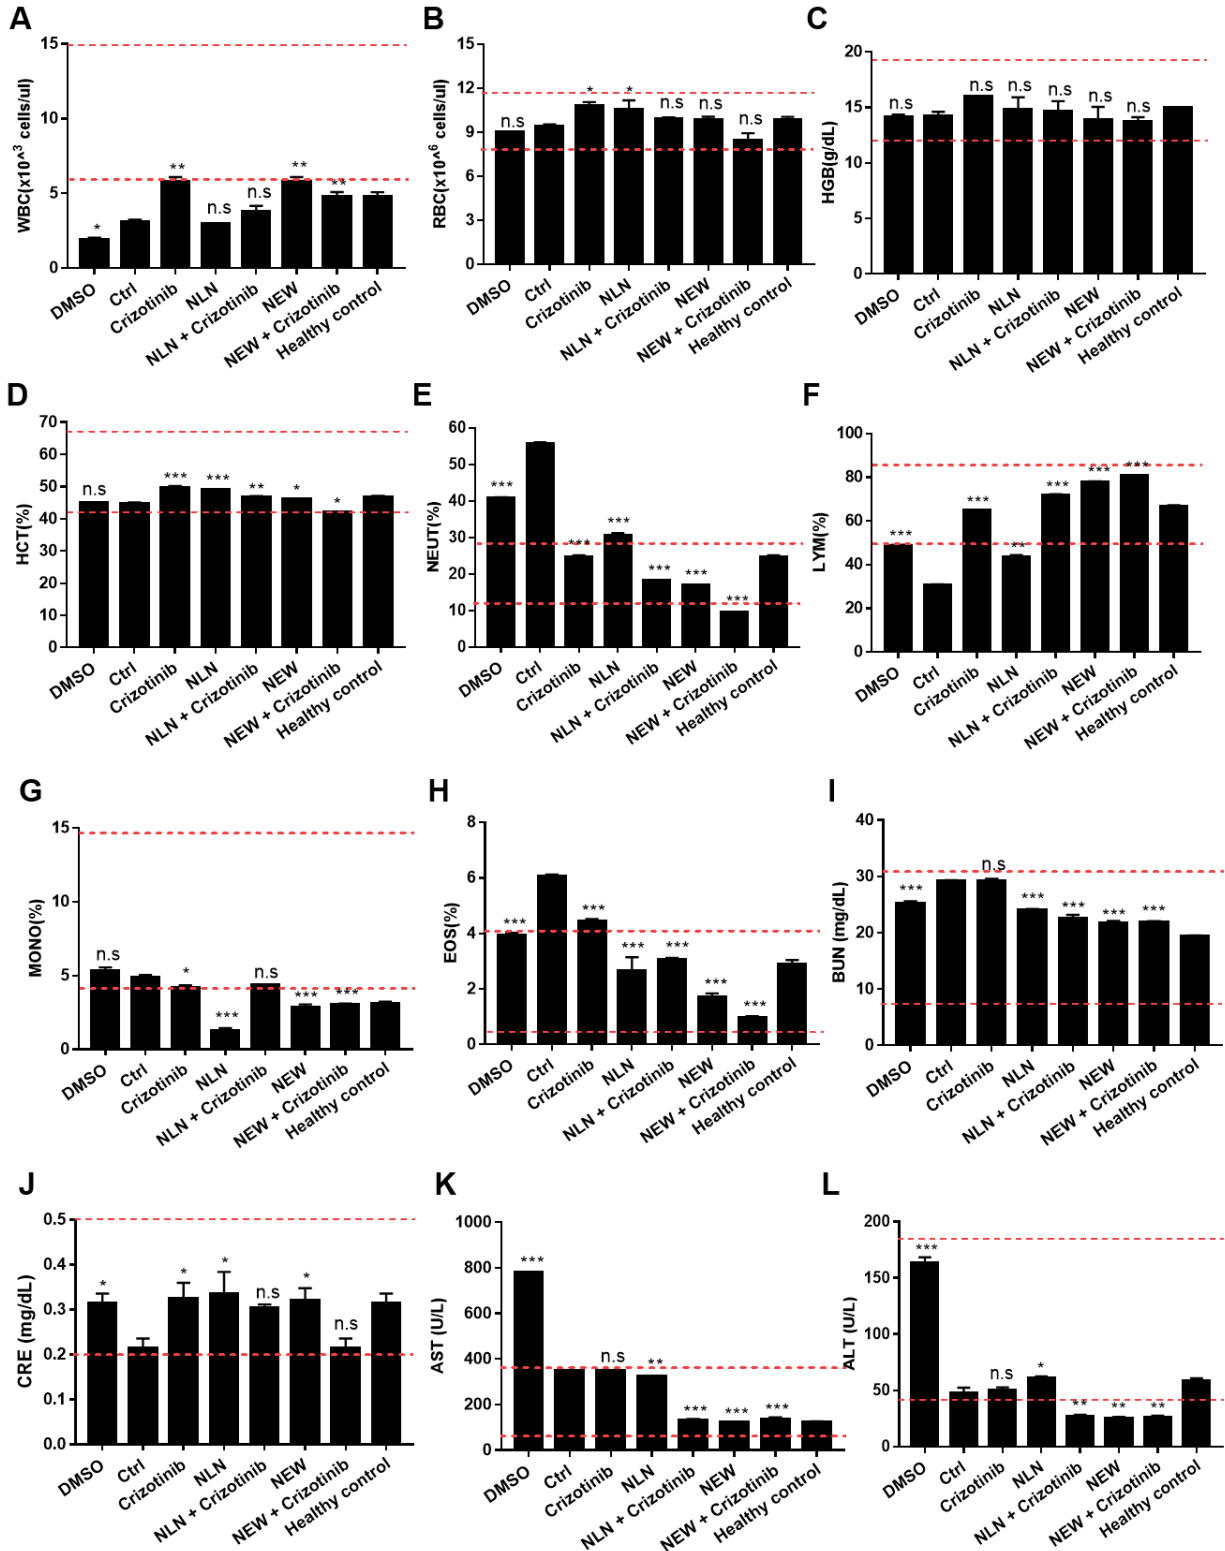 A
WBC(x10^3 cells/ul)
15
10
5
0
*
**
n.s
n.s
**
**
DMSO
Ctrl
Crizotinib
NLN
NLN + Crizotinib
NEW
NEW + Crizotinib
Healthy control
B
RBC(x10^6 cells/ul)
15
12
9
6
3
0
n.s
*
*
n.s
n.s
n.s
DMSO
Ctrl
Crizotinib
NLN
NLN + Crizotinib
NEW
NEW + Crizotinib
Healthy control
C
HGB(g/dL)
20
15
10
5
0
n.s
n.s
n.s
n.s
n.s
n.s
DMSO
Ctrl
Crizotinib
NLN
NLN + Crizotinib
NEW
NEW + Crizotinib
Healthy control
D
HCT(%)
70
60
50
40
30
20
10
0
n.s
***
***
**
*
*
DMSO
Ctrl
Crizotinib
NLN
NLN + Crizotinib
NEW
NEW + Crizotinib
Healthy control
E
NEUT(%)
60
50
40
30
20
10
0
***
***
***
***
***
***
DMSO
Ctrl
Crizotinib
NLN
NLN + Crizotinib
NEW
NEW + Crizotinib
Healthy control
F
LYM(%)
100
80
60
40
20
0
***
***
**
***
***
***
DMSO
Ctrl
Crizotinib
NLN
NLN + Crizotinib
NEW
NEW + Crizotinib
Healthy control
G
MONO(%)
15
10
5
0
n.s
*
***
n.s
***
***
DMSO
Ctrl
Crizotinib
NLN
NLN + Crizotinib
NEW
NEW + Crizotinib
Healthy control
H
EOS(%)
8
6
4
2
0
***
***
***
***
***
***
DMSO
Ctrl
Crizotinib
NLN
NLN + Crizotinib
NEW
NEW + Crizotinib
Healthy control
I
BUN (mg/dL)
40
30
20
10
0
***
n.s
***
***
***
***
DMSO
Ctrl
Crizotinib
NLN
NLN + Crizotinib
NEW
NEW + Crizotinib
Healthy control
J
CRE (mg/dL)
0.5
0.4
0.3
0.2
0.1
0.0
*
*
*
n.s
*
n.s
DMSO
Ctrl
Crizotinib
NLN
NLN + Crizotinib
NEW
NEW + Crizotinib
Healthy control
K
AST (U/L)
1000
800
600
400
200
0
***
n.s
**
***
***
***
DMSO
Ctrl
Crizotinib
NLN
NLN + Crizotinib
NEW
NEW + Crizotinib
Healthy control
L
ALT (U/L)
200
150
100
50
0
***
n.s
*
**
**
**
DMSO
Ctrl
Crizotinib
NLN
NLN + Crizotinib
NEW
NEW + Crizotinib
Healthy control